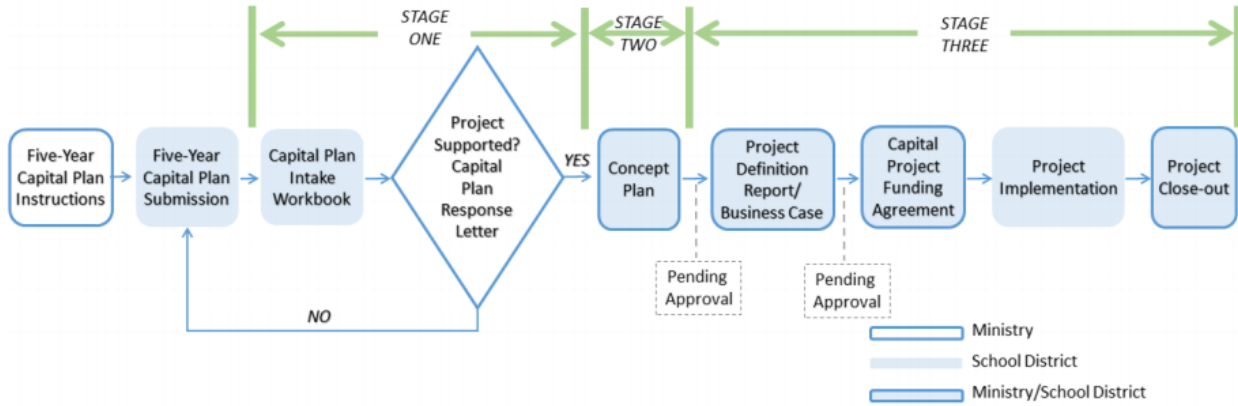 STAGE
ONE
STAGE
TWO
STAGE
THREE
Five-Year
Capital Plan
Instructions
Five-Year
Capital Plan
Submission
Capital Plan
Intake
Workbook
Project
Supported?
Capital
Plan
Response
Letter
YES
NO
Concept
Plan
Pending
Approval
Project
Definition
Report/
Business Case
Pending
Approval
Capital
Project
Funding
Agreement
Project
Implementation
Project
Close-out
Ministry
School District
Ministry/School District